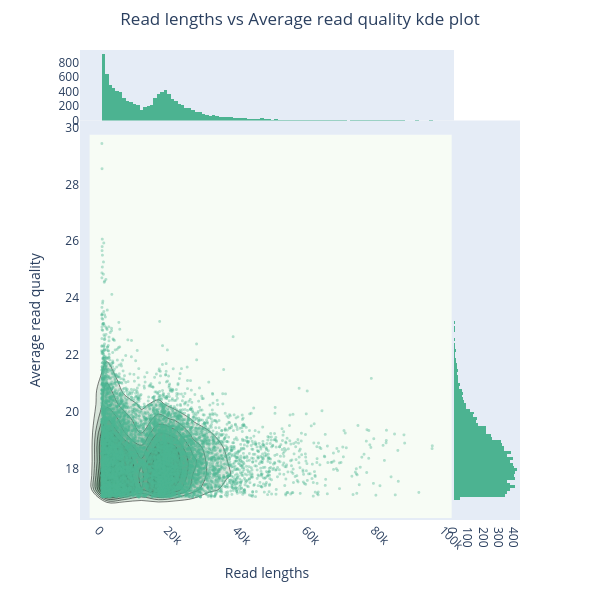 Read lengths vs Average read quality kde plot
800
600
400
200
0
30
28
26
24
22
20
18
Average read quality
0
20k
40k
60k
80k
100k
0
100
200
300
400
Read lengths